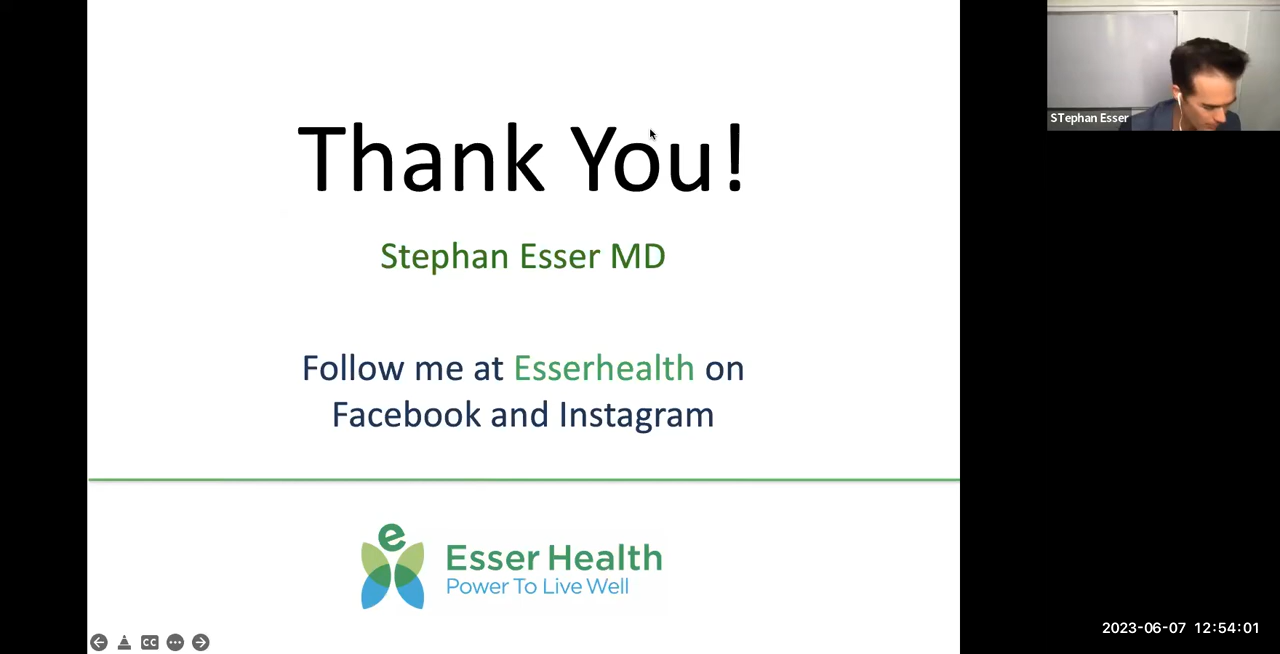 Thank You!
Stephan Esser MD
Follow me at Esserhealth on
Facebook and Instagram
e
Esser Health
Power To Live Well
CC
STephan Esser
2023-06-07 12:54:01